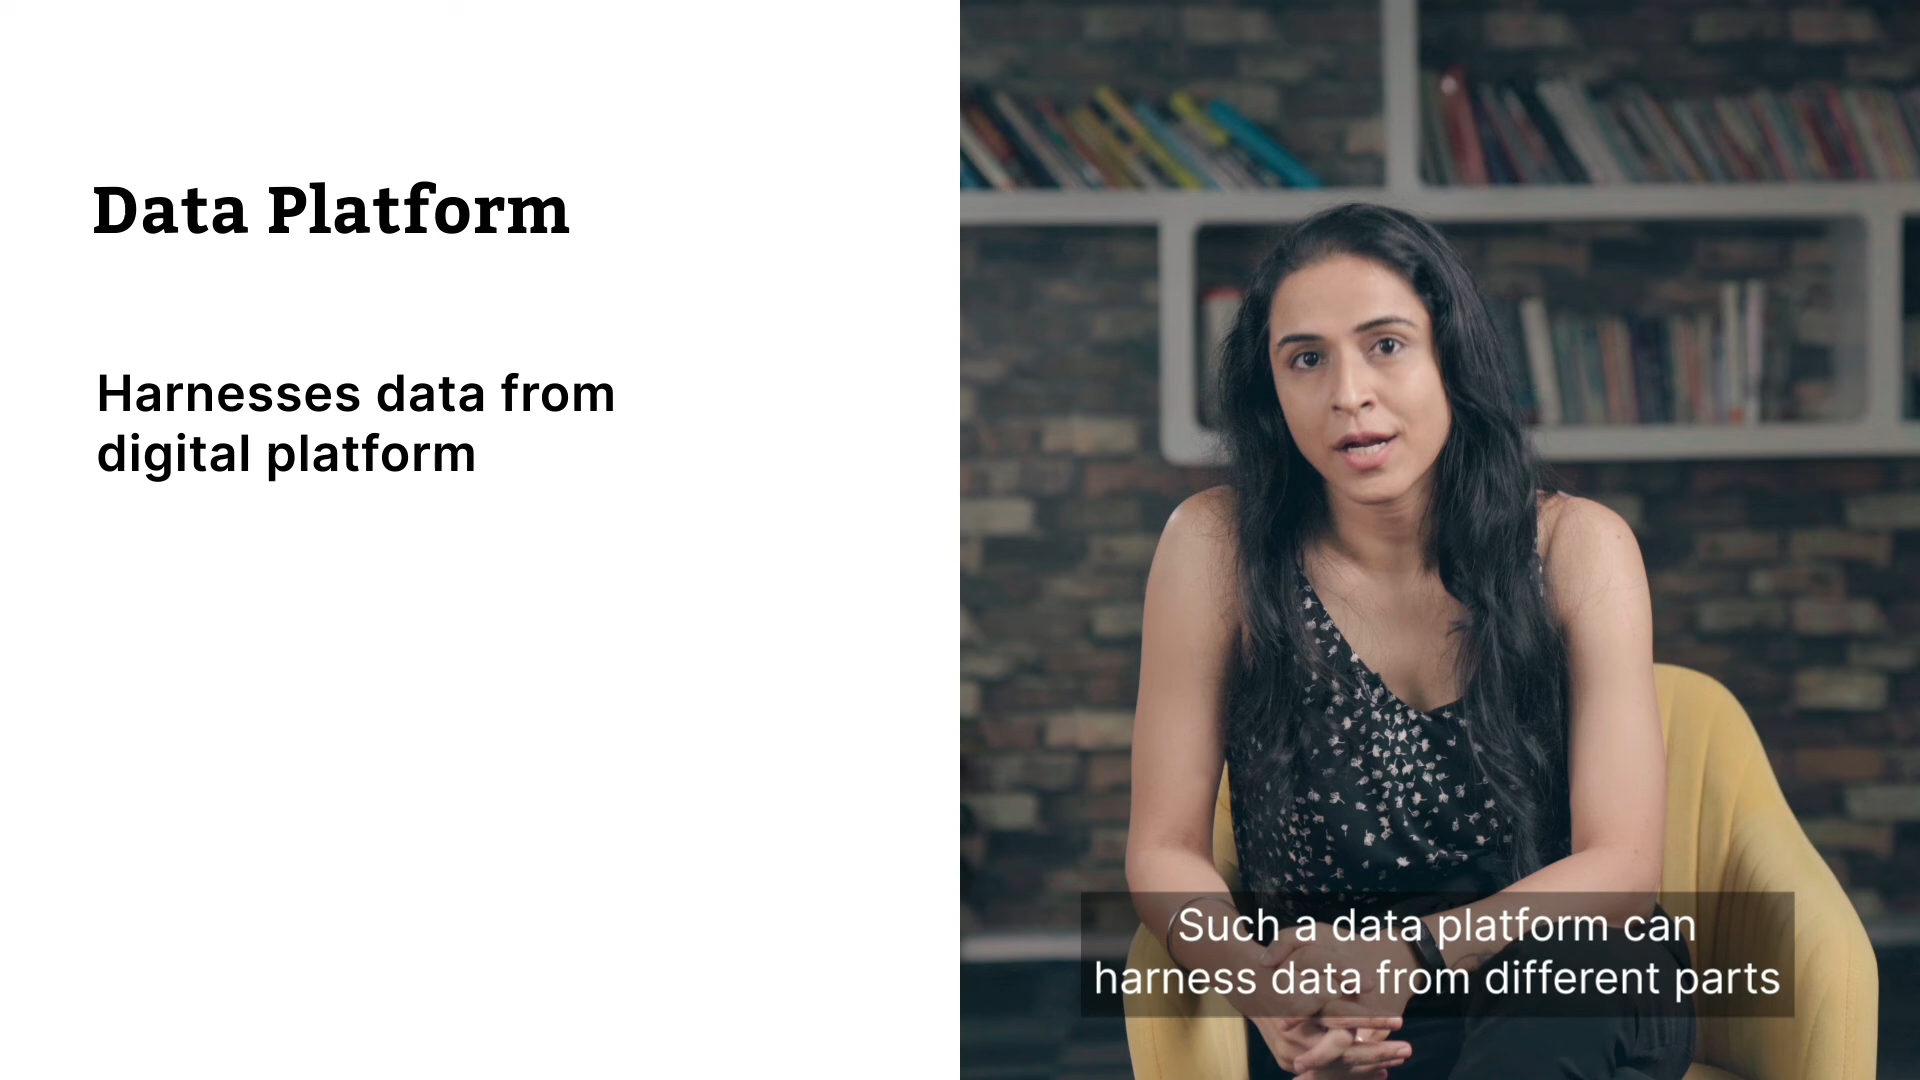 Data Platform
Harnesses data from
digital platform
Such a data platform can
harness data from different parts